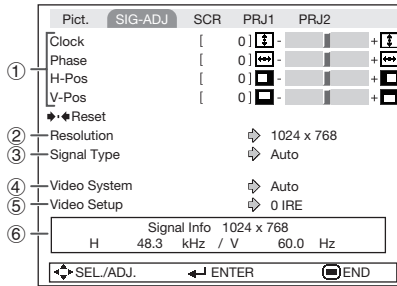 Pict. SIG-ADJ SCR PRJ1 PRJ2
① Clock [ 0 ] - +
Phase [ 0 ] - +
H-Pos [ 0 ] - +
V-Pos [ 0 ] - +
Reset
② Resolution 1024 x 768
③ Signal Type Auto
④ Video System Auto
⑤ Video Setup 0 IRE
⑥ Signal Info 1024 x 768
H 48.3 kHz / V 60.0 Hz
SEL./ADJ. ENTER END